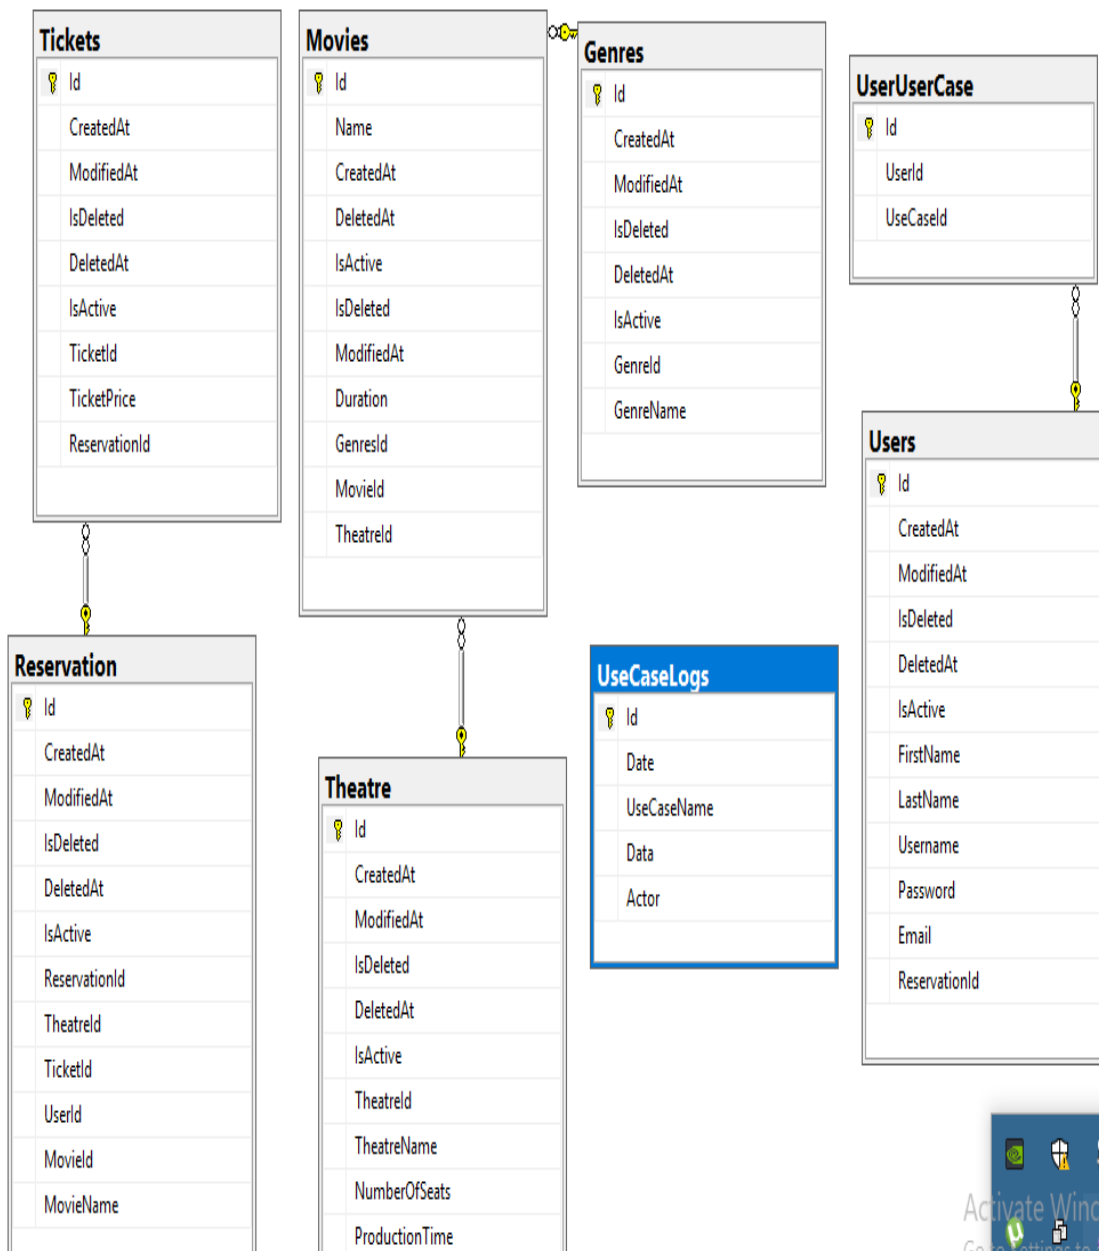 Tickets
Id
CreatedAt
ModifiedAt
IsDeleted
DeletedAt
IsActive
TicketId
TicketPrice
ReservationId
Movies
Id
Name
CreatedAt
DeletedAt
IsActive
IsDeleted
ModifiedAt
Duration
GenresId
MovieId
TheatreId
Genres
Id
CreatedAt
ModifiedAt
IsDeleted
DeletedAt
IsActive
GenreId
GenreName
UserUserCase
Id
UserId
UseCaseId
Users
Id
CreatedAt
ModifiedAt
IsDeleted
DeletedAt
IsActive
FirstName
LastName
Username
Password
Email
ReservationId
Reservation
Id
CreatedAt
ModifiedAt
IsDeleted
DeletedAt
IsActive
ReservationId
TheatreId
TicketId
UserId
MovieId
MovieName
Theatre
Id
CreatedAt
ModifiedAt
IsDeleted
DeletedAt
IsActive
TheatreId
TheatreName
NumberOfSeats
ProductionTime
UseCaseLogs
Id
Date
UseCaseName
Data
Actor
Activate Wind